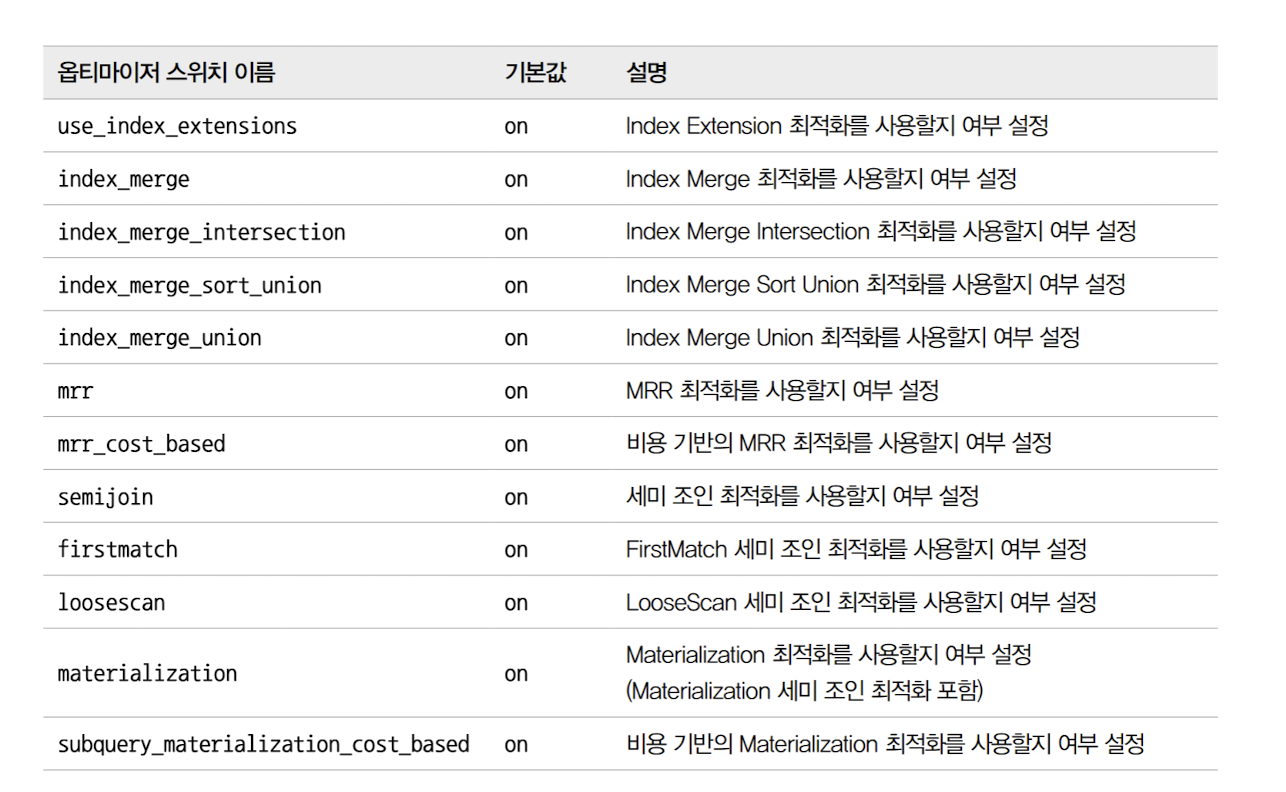 옵티마이저 스위치 이름 기본값 설명
use_index_extensions on Index Extension 최적화를 사용할지 여부 설정
index_merge on Index Merge 최적화를 사용할지 여부 설정
index_merge_intersection on Index Merge Intersection 최적화를 사용할지 여부 설정
index_merge_sort_union on Index Merge Sort Union 최적화를 사용할지 여부 설정
index_merge_union on Index Merge Union 최적화를 사용할지 여부 설정
mrr on MRR 최적화를 사용할지 여부 설정
mrr_cost_based on 비용 기반의 MRR 최적화를 사용할지 여부 설정
semijoin on 세미 조인 최적화를 사용할지 여부 설정
firstmatch on FirstMatch 세미 조인 최적화를 사용할지 여부 설정
loosescan on LooseScan 세미 조인 최적화를 사용할지 여부 설정
materialization on Materialization 최적화를 사용할지 여부 설정
(Materialization 세미 조인 최적화 포함)
subquery_materialization_cost_based on 비용 기반의 Materialization 최적화를 사용할지 여부 설정